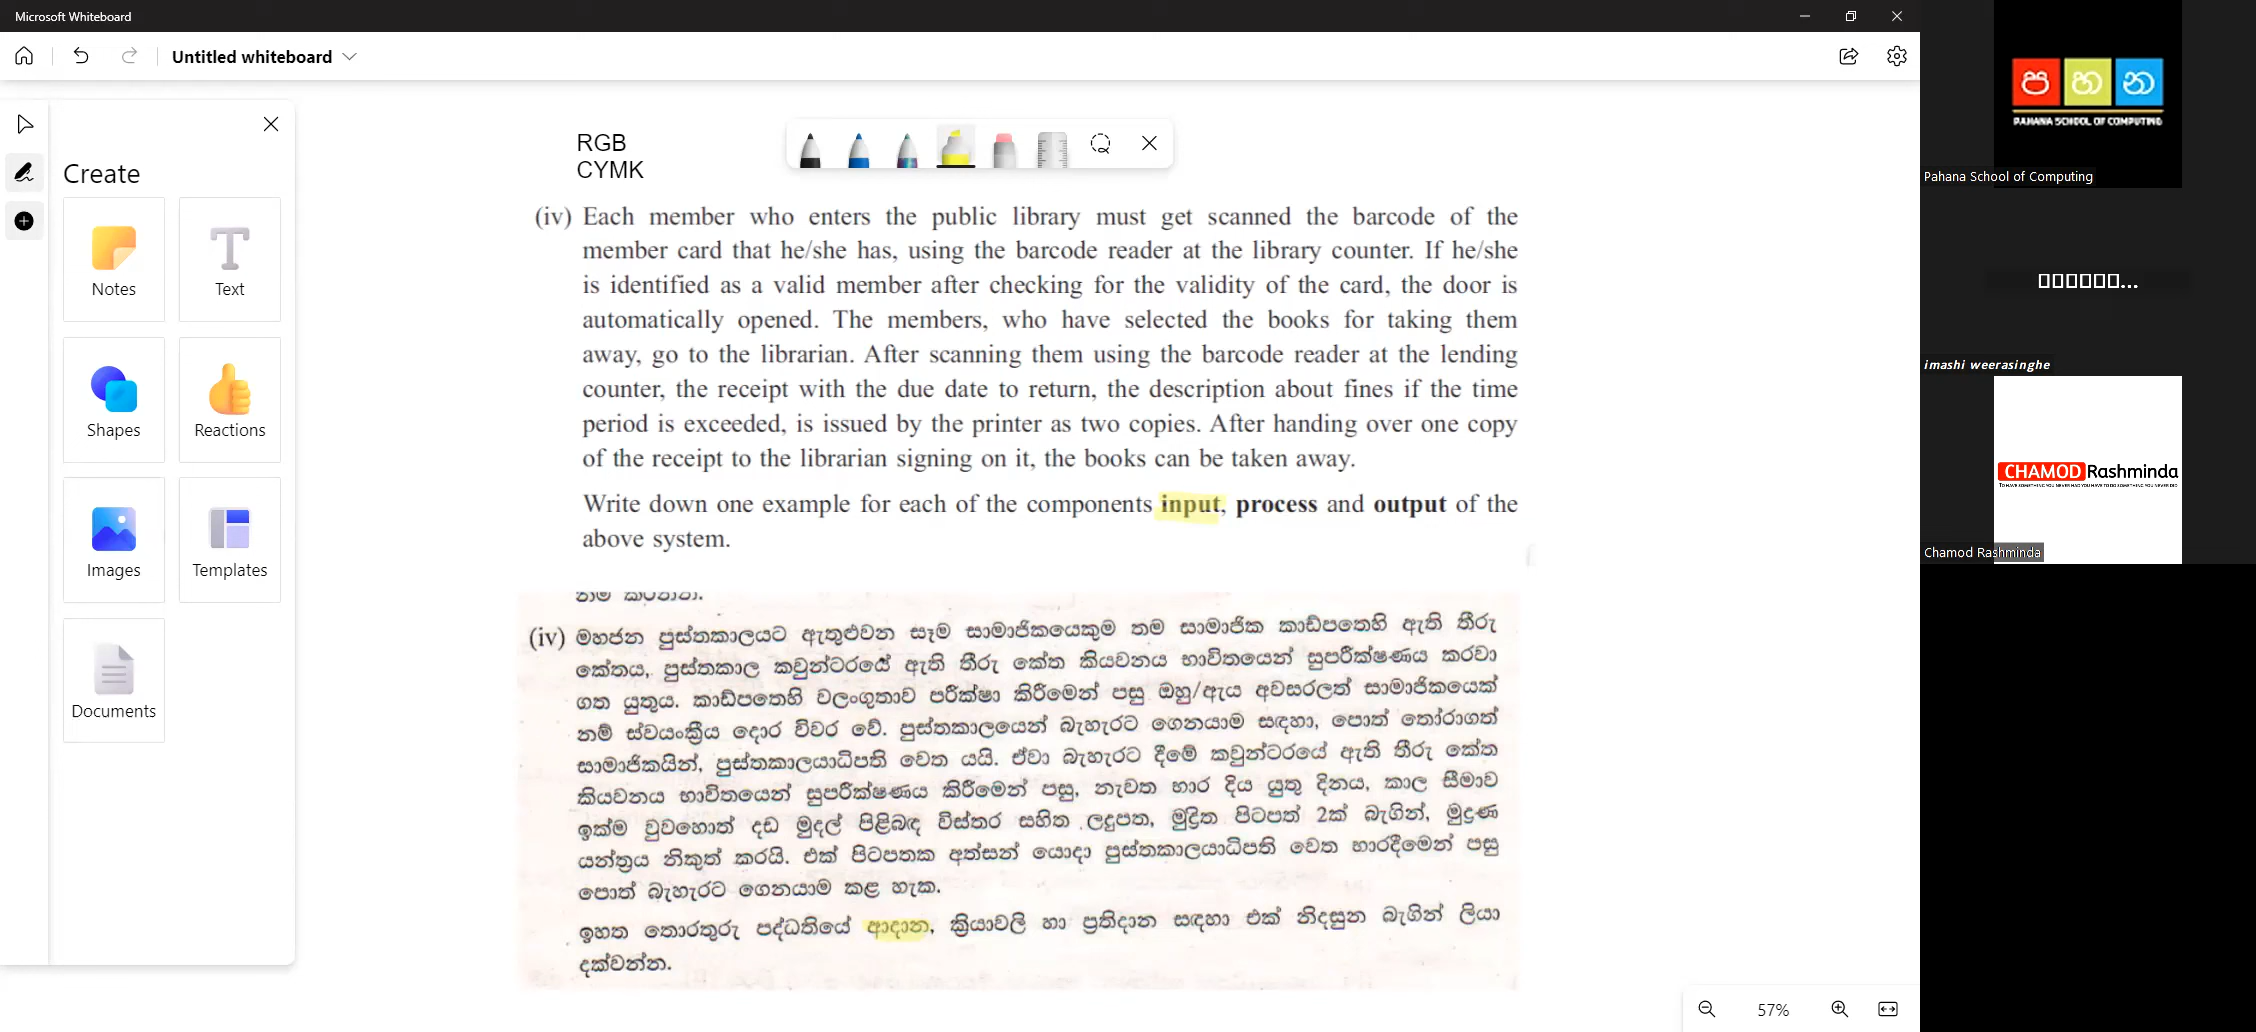 Microsoft Whiteboard
Untitled whiteboard
Create
Notes
Text
Shapes
Reactions
Images
Templates
Documents
RGB
CYMK
(iv) Each member who enters the public library must get scanned the barcode of the
member card that he/she has, using the barcode reader at the library counter. If he/she
is identified as a valid member after checking for the validity of the card, the door is
automatically opened. The members, who have selected the books for taking them
away, go to the librarian. After scanning them using the barcode reader at the lending
counter, the receipt with the due date to return, the description about fines if the time
period is exceeded, is issued by the printer as two copies. After handing over one copy
of the receipt to the librarian signing on it, the books can be taken away.
Write down one example for each of the components input, process and output of the
above system.
(iv) මහජන පුස්තකාලයට ඇතුළුවන සෑම සාමාජිකයෙකුම තම සාමාජික කාඩ්පතෙහි ඇති තීරු
කේතය, පුස්තකාල කවුන්ටරයේ ඇති තීරු කේත කියවනය භාවිතයෙන් සුපරීක්ෂණය කරවා
ගත යුතුය. කාඩ්පතෙහි වලංගුතාව පරීක්ෂා කිරීමෙන් පසු ඔහු/ඇය අවසරලත් සාමාජිකයෙක්
නම් ස්වයංක්‍රීය දොර විවර වේ. පුස්තකාලයෙන් බැහැරට ගෙනයාම සඳහා, පොත් තෝරාගත්
සාමාජිකයින්, පුස්තකාලයාධිපති වෙත යයි. ඒවා බැහැරට දීමේ කවුන්ටරයේ ඇති තීරු කේත
කියවනය භාවිතයෙන් සුපරීක්ෂණය කිරීමෙන් පසු, නැවත භාර දිය යුතු දිනය, කාල සීමාව
ඉක්ම වුවහොත් දඩ මුදල් පිළිබඳ විස්තර සහිත ලදුපත, මුද්‍රිත පිටපත් 2ක් බැගින්, මුද්‍රණ
යන්ත්‍රය නිකුත් කරයි. එක් පිටපතක අත්සන් යොදා පුස්තකාලයාධිපති වෙත භාරදීමෙන් පසු
පොත් බැහැරට ගෙනයාම කළ හැක.
ඉහත තොරතුරු පද්ධතියේ ආදාන, ක්‍රියාවලි හා ප්‍රතිදාන සඳහා එක් නිදසුන බැගින් ලියා
දක්වන්න.
57%
පහන
PAHANA SCHOOL OF COMPUTING
Pahana School of Computing
imashi weerasinghe
CHAMOD Rashminda
Chamod Rashminda